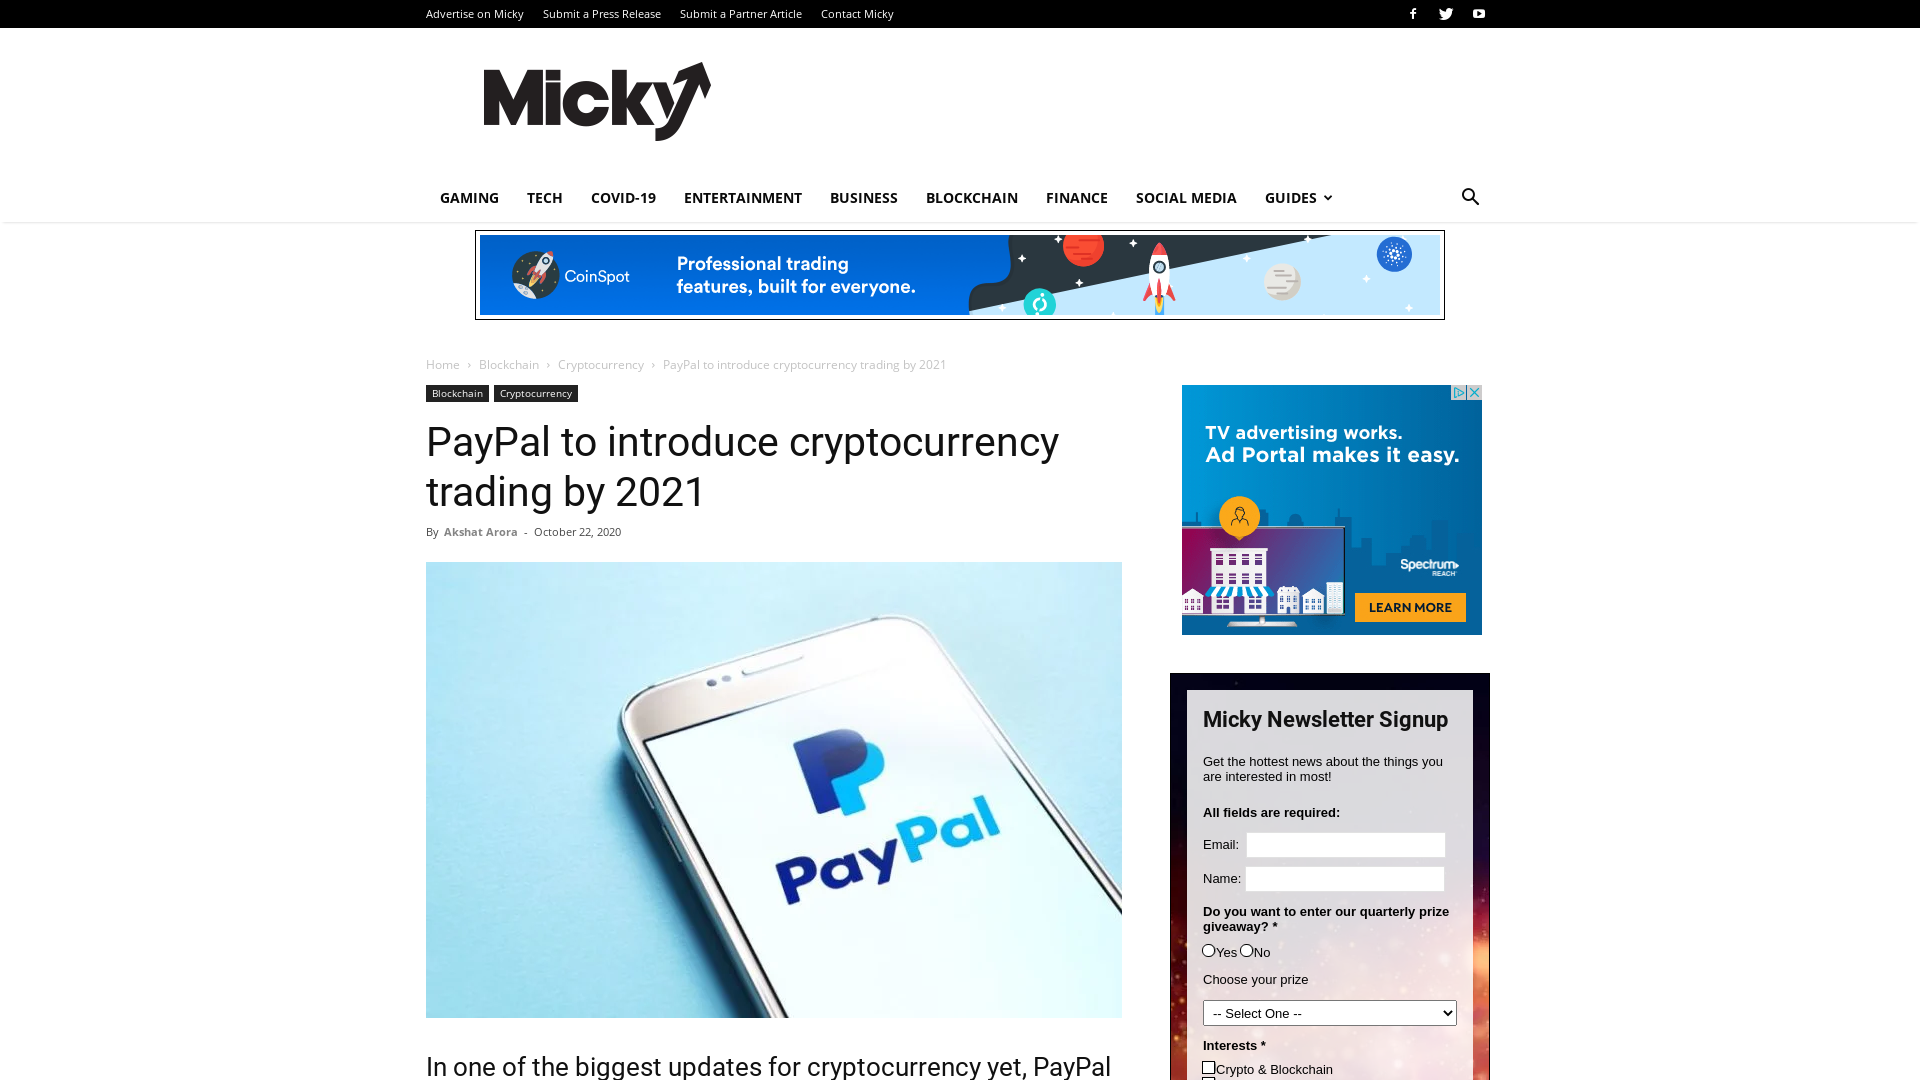 Advertise on Micky Submit a Press Release Submit a Partner Article Contact Micky
Micky
GAMING TECH COVID-19 ENTERTAINMENT BUSINESS BLOCKCHAIN FINANCE SOCIAL MEDIA GUIDES
CoinSpot
Professional trading
features, built for everyone.
Home › Blockchain › Cryptocurrency › PayPal to introduce cryptocurrency trading by 2021
Blockchain Cryptocurrency
PayPal to introduce cryptocurrency
trading by 2021
By Akshat Arora - October 22, 2020
PayPal
In one of the biggest updates for cryptocurrency yet, PayPal
TV advertising works.
Ad Portal makes it easy.
Spectrum
REACH
LEARN MORE
Micky Newsletter Signup
Get the hottest news about the things you
are interested in most!
All fields are required:
Email:
Name:
Do you want to enter our quarterly prize
giveaway? *
Yes No
Choose your prize
-- Select One --
Interests *
Crypto & Blockchain